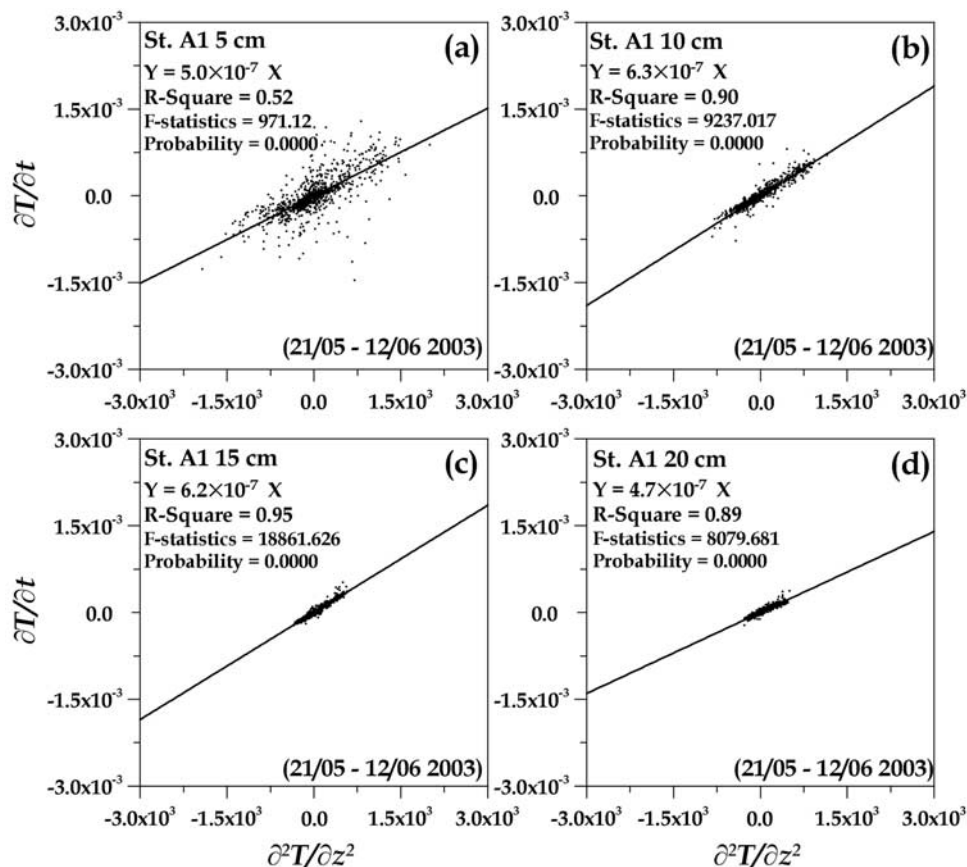 3.0x10⁻³
St. A1 5 cm
(a)
Y = 5.0×10⁻⁷ X
R-Square = 0.52
F-statistics = 971.12
Probability = 0.0000
1.5x10⁻³
0.0
-1.5x10⁻³
-3.0x10⁻³
∂T/∂t
(21/05 - 12/06 2003)
-3.0x10³ -1.5x10³ 0.0 1.5x10³
3.0x10⁻³
St. A1 10 cm
(b)
Y = 6.3×10⁻⁷ X
R-Square = 0.90
F-statistics = 9237.017
Probability = 0.0000
1.5x10⁻³
0.0
-1.5x10⁻³
-3.0x10⁻³
(21/05 - 12/06 2003)
-3.0x10³ -1.5x10³ 0.0 1.5x10³ 3.0x10³
3.0x10⁻³
St. A1 15 cm
(c)
Y = 6.2×10⁻⁷ X
R-Square = 0.95
F-statistics = 18861.626
Probability = 0.0000
1.5x10⁻³
0.0
-1.5x10⁻³
-3.0x10⁻³
∂T/∂t
(21/05 - 12/06 2003)
-3.0x10³ -1.5x10³ 0.0 1.5x10³
∂²T/∂z²
3.0x10⁻³
St. A1 20 cm
(d)
Y = 4.7×10⁻⁷ X
R-Square = 0.89
F-statistics = 8079.681
Probability = 0.0000
1.5x10⁻³
0.0
-1.5x10⁻³
-3.0x10⁻³
(21/05 - 12/06 2003)
-3.0x10³ -1.5x10³ 0.0 1.5x10³ 3.0x10³
∂²T/∂z²